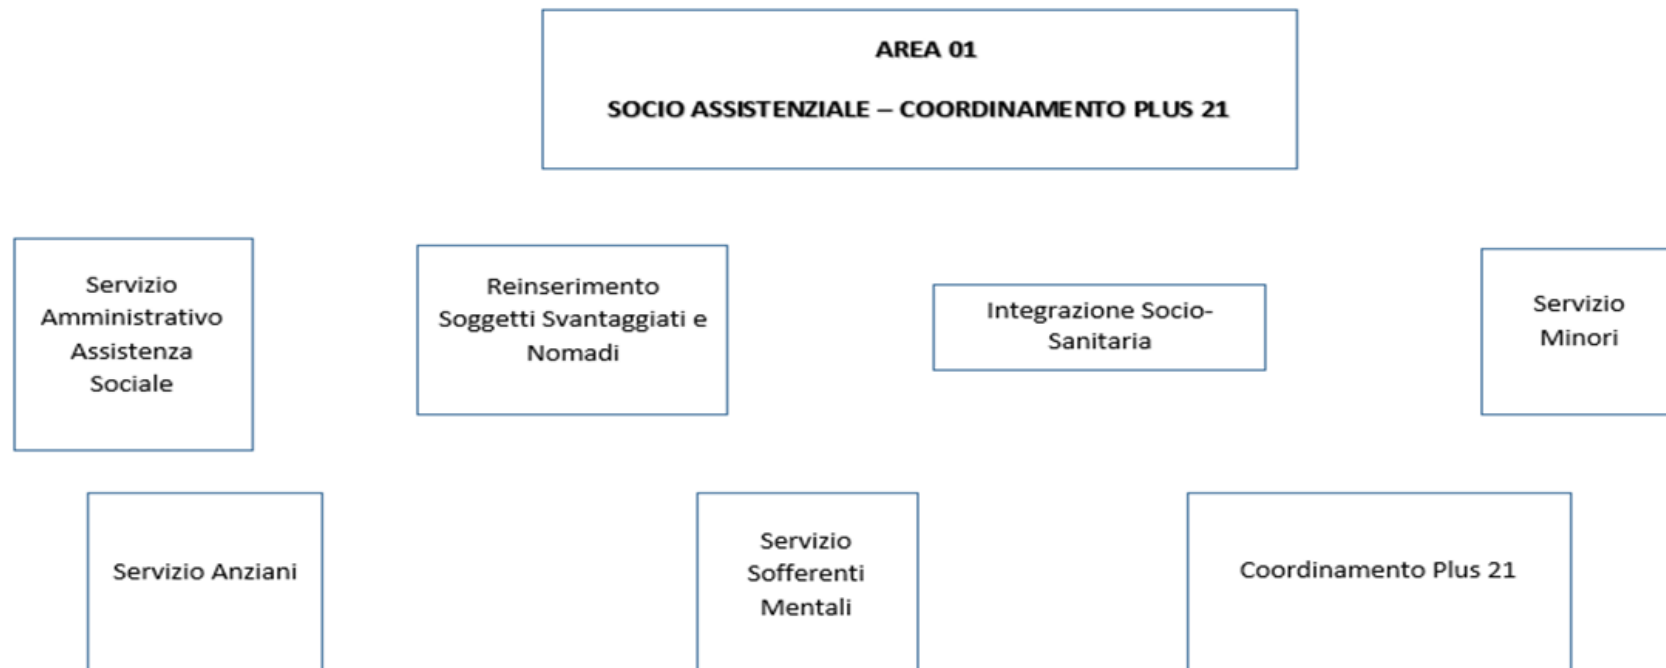 AREA 01
SOCIO ASSISTENZIALE – COORDINAMENTO PLUS 21
Servizio
Amministrativo
Assistenza
Sociale
Reinserimento
Soggetti Svantaggiati e
Nomadi
Integrazione Socio-
Sanitaria
Servizio
Minori
Servizio Anziani
Servizio
Sofferenti
Mentali
Coordinamento Plus 21